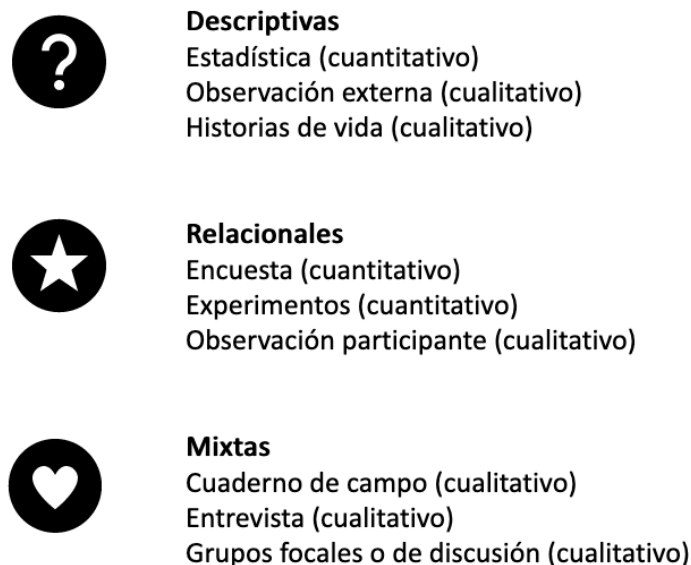 ?
Descriptivas
Estadística (cuantitativo)
Observación externa (cualitativo)
Historias de vida (cualitativo)
Relacionales
Encuesta (cuantitativo)
Experimentos (cuantitativo)
Observación participante (cualitativo)
Mixtas
Cuaderno de campo (cualitativo)
Entrevista (cualitativo)
Grupos focales o de discusión (cualitativo)